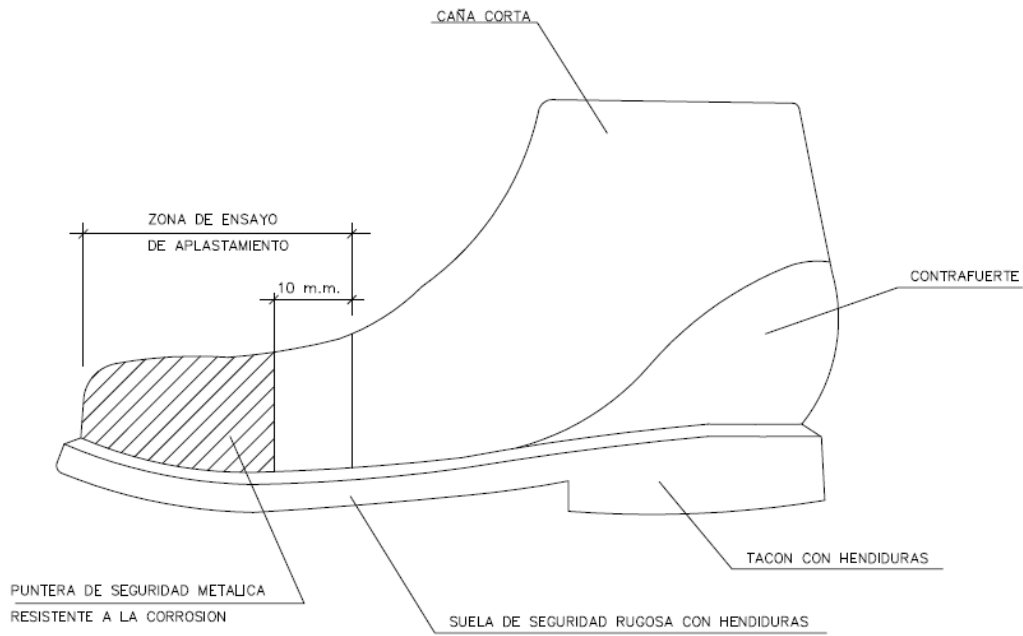 CAÑA CORTA
ZONA DE ENSAYO
DE APLASTAMIENTO
10 m.m.
CONTRAFUERTE
TACON CON HENDIDURAS
PUNTERA DE SEGURIDAD METALICA
RESISTENTE A LA CORROSION
SUELA DE SEGURIDAD RUGOSA CON HENDIDURAS